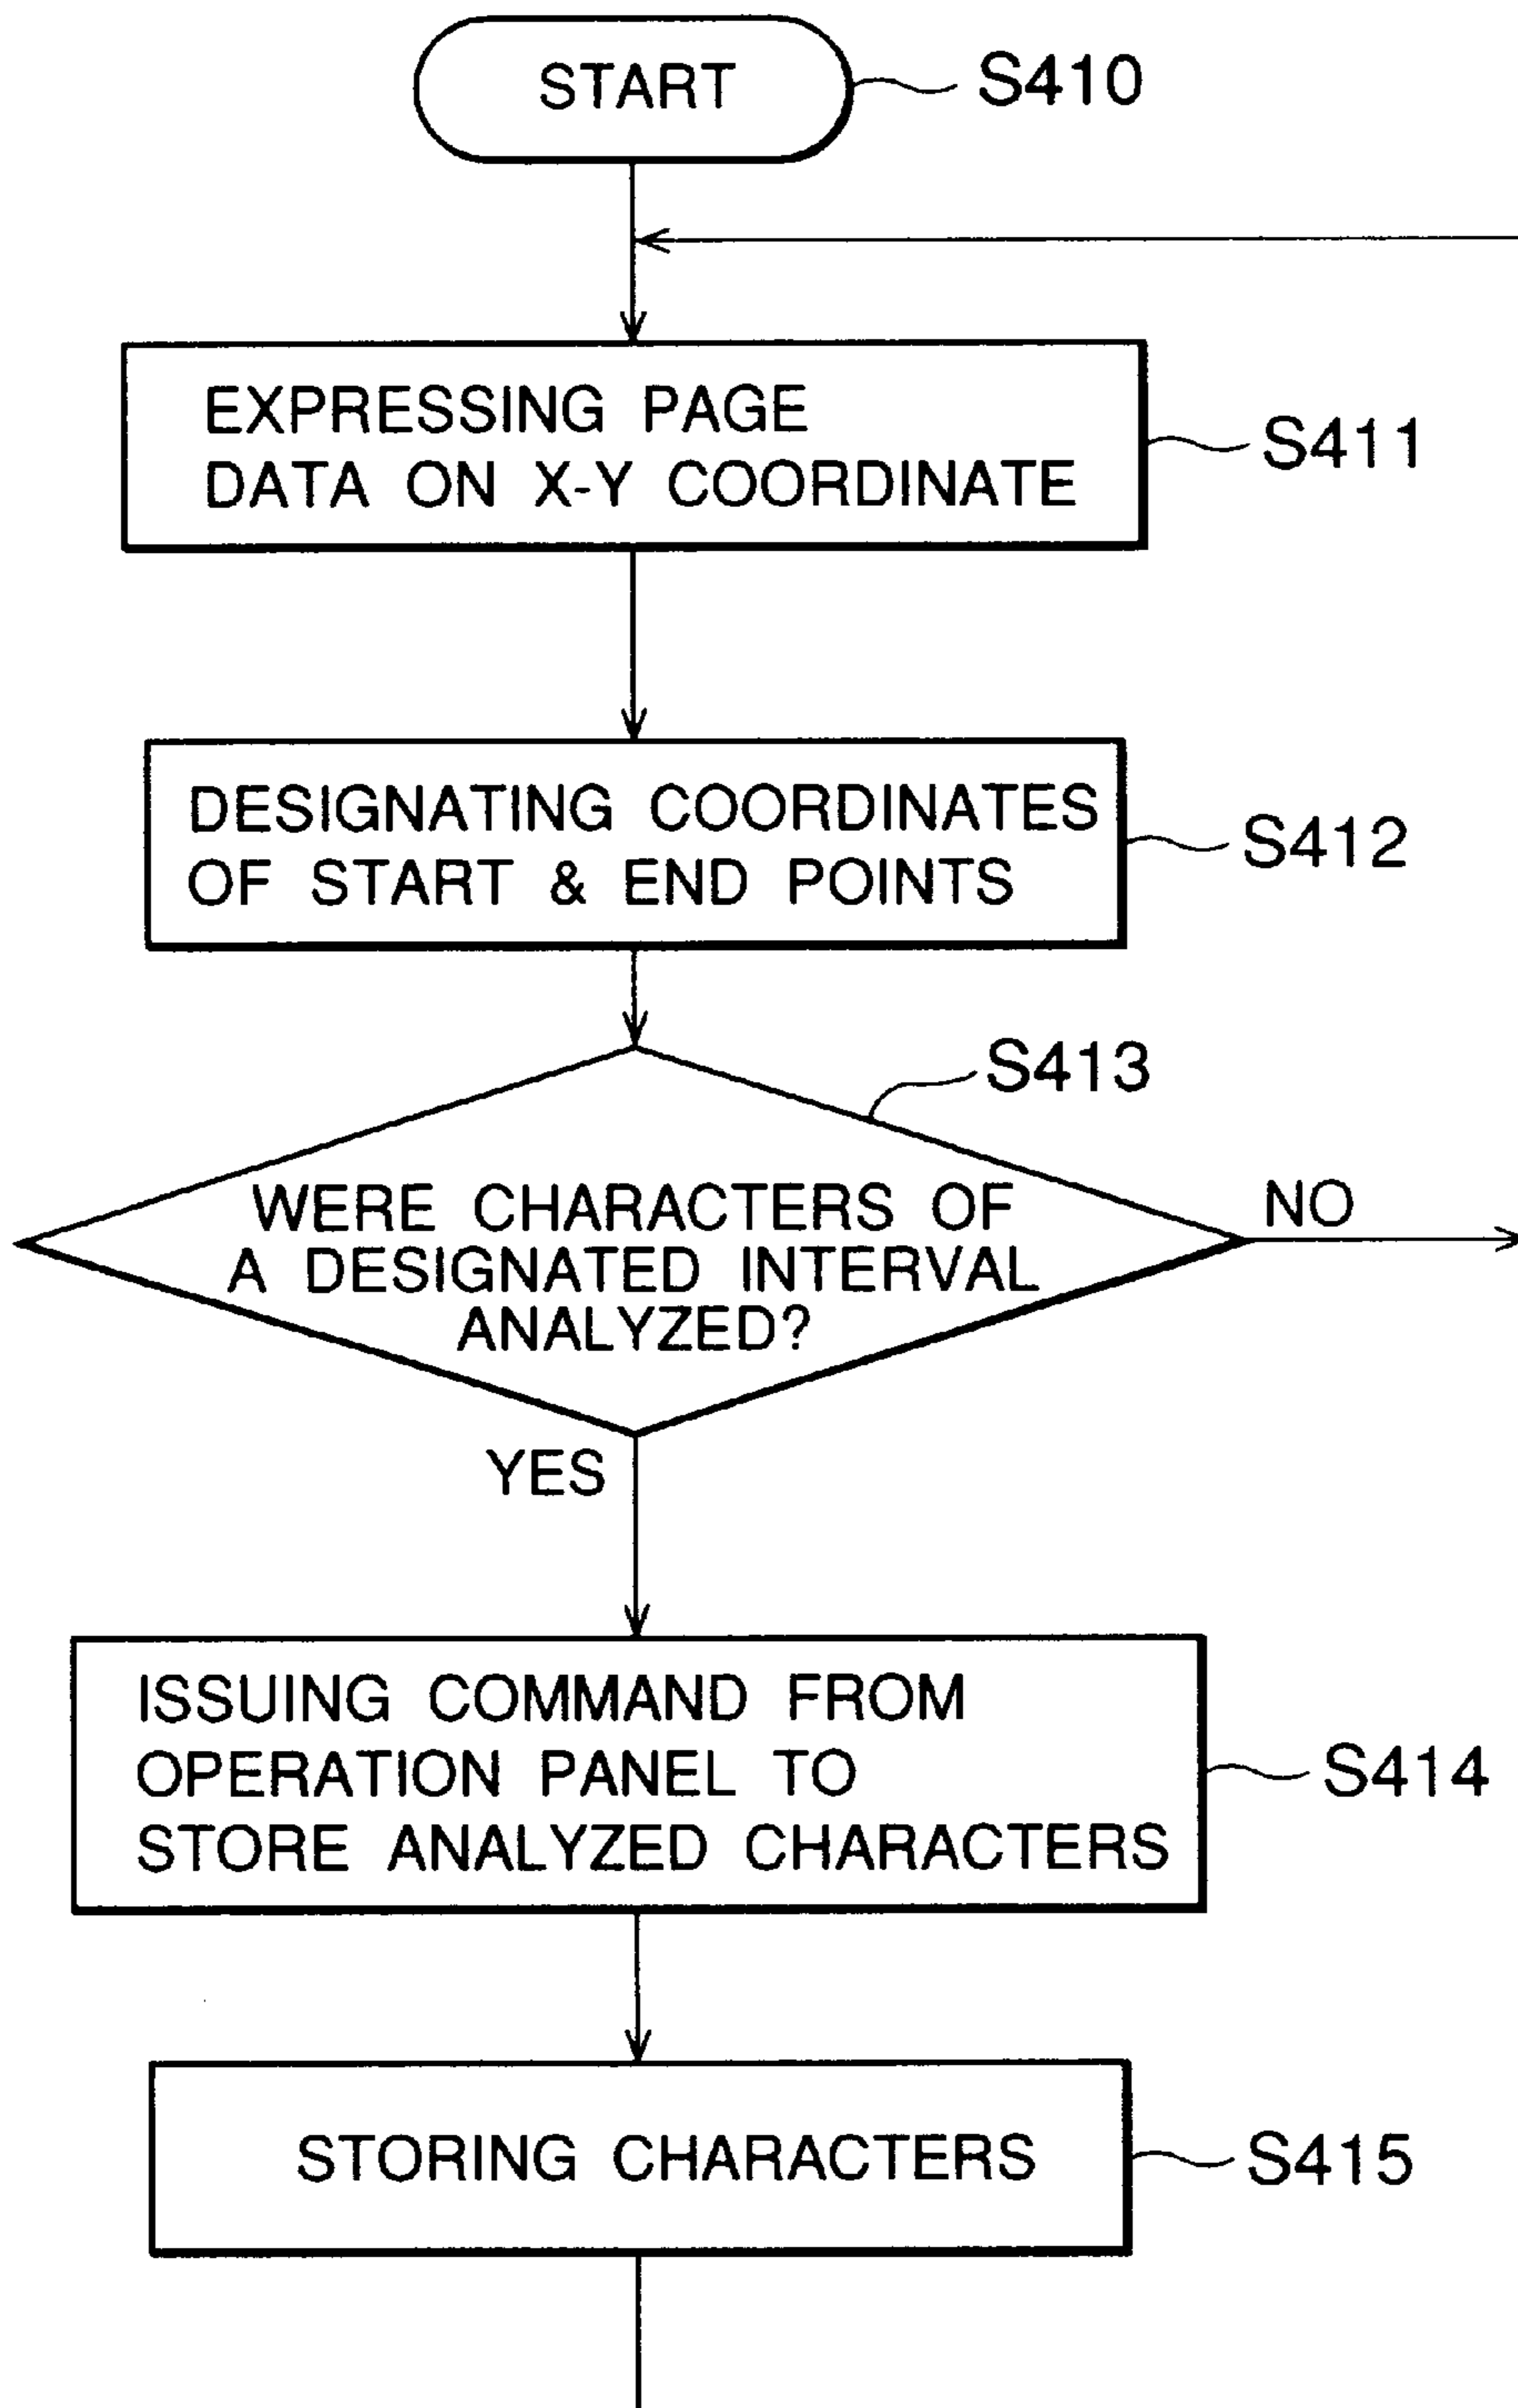 START
S410
EXPRESSING PAGE
DATA ON X-Y COORDINATE
S411
DESIGNATING COORDINATES
OF START & END POINTS
S412
S413
WERE CHARACTERS OF
A DESIGNATED INTERVAL
ANALYZED?
NO
YES
ISSUING COMMAND FROM
OPERATION PANEL TO
STORE ANALYZED CHARACTERS
S414
STORING CHARACTERS
S415